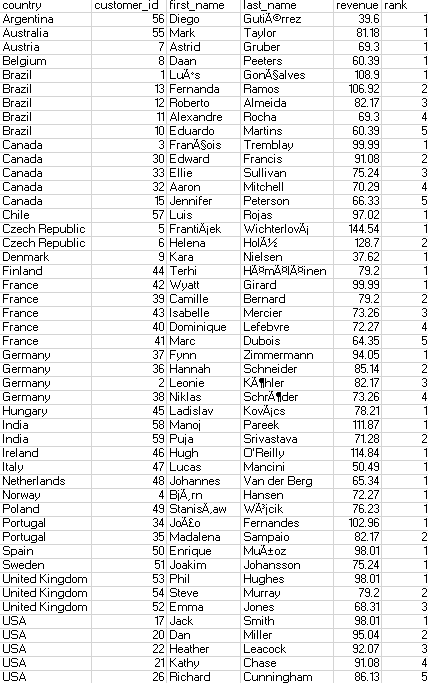 country customer_id first_name last_name revenue rank
Argentina 56 Diego GutiÃ©rrez 39.6 1
Australia 55 Mark Taylor 81.18 1
Austria 7 Astrid Gruber 69.3 1
Belgium 8 Daan Peeters 60.39 1
Brazil 1 LuÃ­s GonÃ§alves 108.9 1
Brazil 13 Fernanda Ramos 106.92 2
Brazil 12 Roberto Almeida 82.17 3
Brazil 11 Alexandre Rocha 69.3 4
Brazil 10 Eduardo Martins 60.39 5
Canada 3 FranÃ§ois Tremblay 99.99 1
Canada 30 Edward Francis 91.08 2
Canada 33 Ellie Sullivan 75.24 3
Canada 32 Aaron Mitchell 70.29 4
Canada 15 Jennifer Peterson 66.33 5
Chile 57 Luis Rojas 97.02 1
Czech Republic 5 FrantiÅ¡ek WichterlovÃ¡ 144.54 1
Czech Republic 6 Helena HolÃ½ 128.7 2
Denmark 9 Kara Nielsen 37.62 1
Finland 44 Terhi HÃ¤mÃ¤lÃ¤inen 79.2 1
France 42 Wyatt Girard 99.99 1
France 39 Camille Bernard 79.2 2
France 43 Isabelle Mercier 73.26 3
France 40 Dominique Lefebvre 72.27 4
France 41 Marc Dubois 64.35 5
Germany 37 Fynn Zimmermann 94.05 1
Germany 36 Hannah Schneider 85.14 2
Germany 2 Leonie KÃ¶hler 82.17 3
Germany 38 Niklas SchrÃ¶der 73.26 4
Hungary 45 Ladislav KovÃ¡cs 78.21 1
India 58 Manoj Pareek 111.87 1
India 59 Puja Srivastava 71.28 2
Ireland 46 Hugh O'Reilly 114.84 1
Italy 47 Lucas Mancini 50.49 1
Netherlands 48 Johannes Van der Berg 65.34 1
Norway 4 BjÃ¸rn Hansen 72.27 1
Poland 49 StanisÅ‚aw WÃ³jcik 76.23 1
Portugal 34 JoÃ£o Fernandes 102.96 1
Portugal 35 Madalena Sampaio 82.17 2
Spain 50 Enrique MuÃ±oz 98.01 1
Sweden 51 Joakim Johansson 75.24 1
United Kingdom 53 Phil Hughes 98.01 1
United Kingdom 54 Steve Murray 79.2 2
United Kingdom 52 Emma Jones 68.31 3
USA 17 Jack Smith 98.01 1
USA 20 Dan Miller 95.04 2
USA 22 Heather Leacock 92.07 3
USA 21 Kathy Chase 91.08 4
USA 26 Richard Cunningham 86.13 5